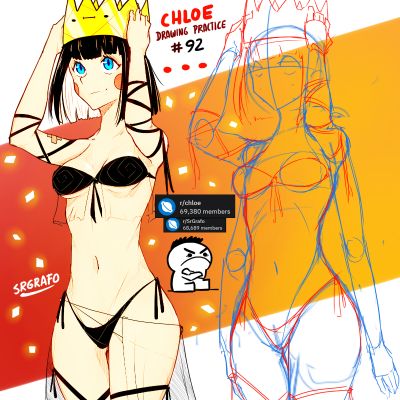 CHLOE
DRAWING PRACTICE
# 92
r/chloe
69,380 members
r/SrGrafo
68,689 members
SRGRAFO